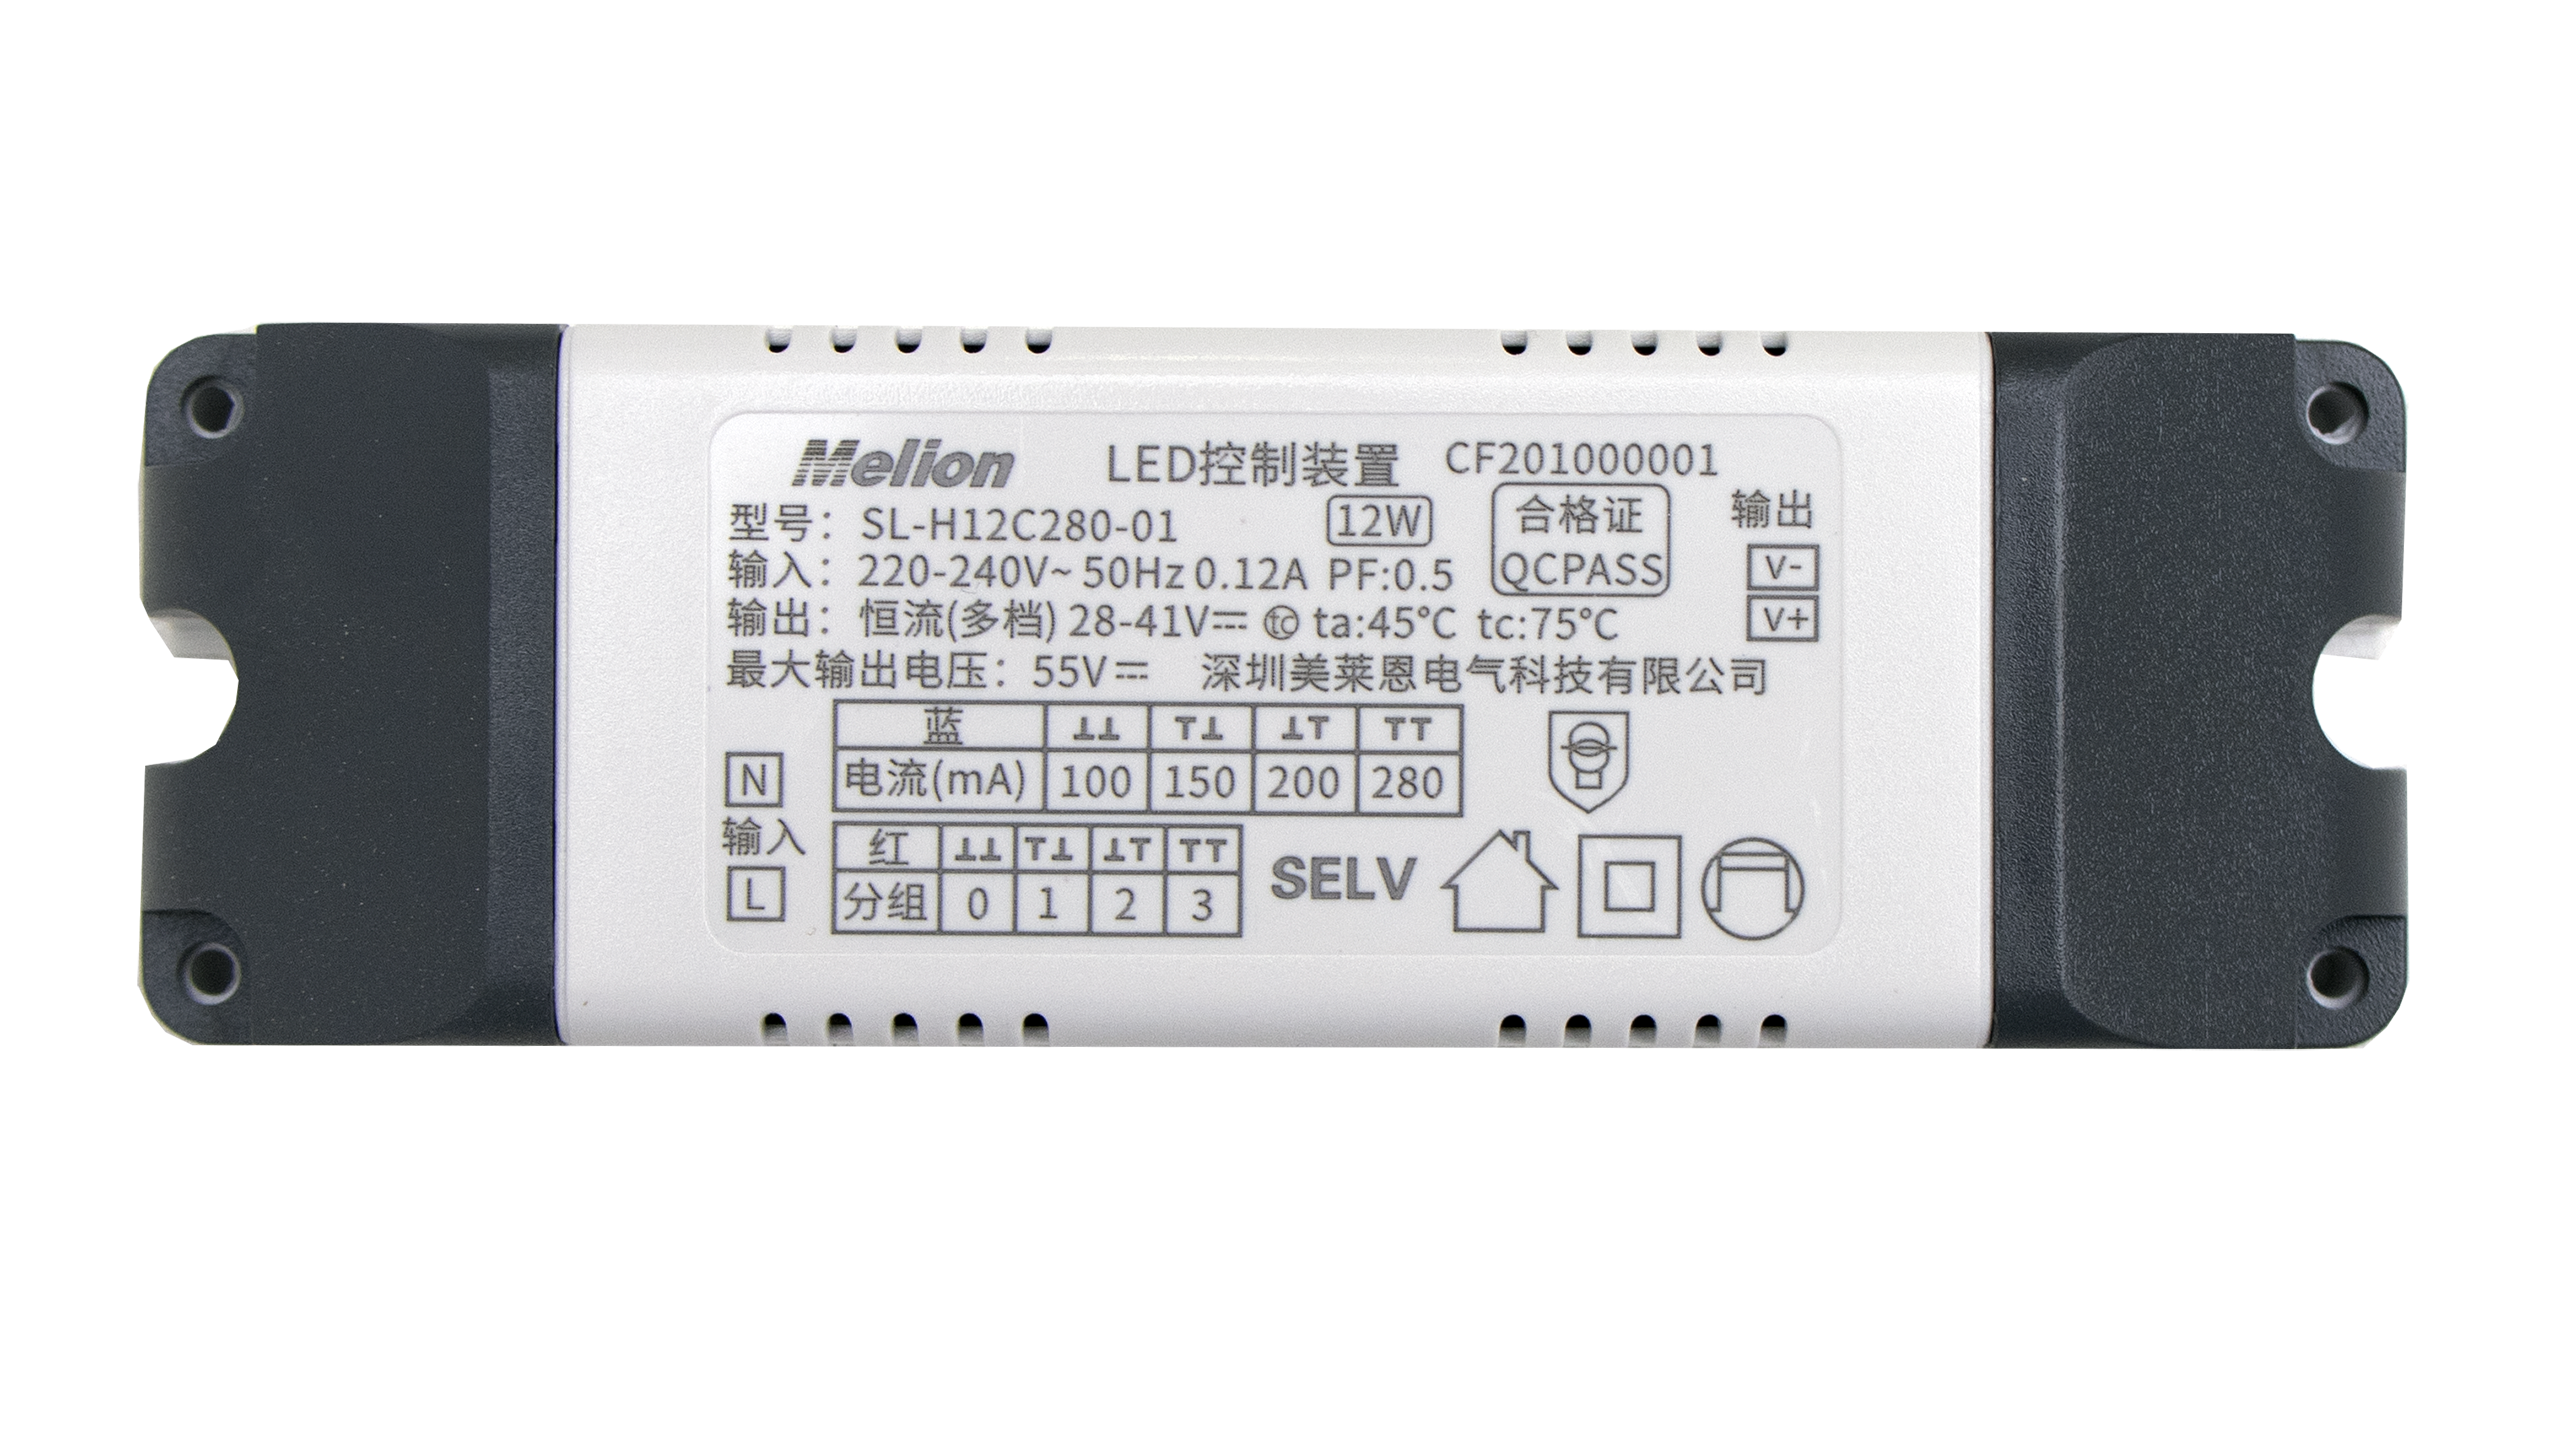 Melion LED控制装置 CF201000001
型号：SL-H12C280-01 12W 合格证 输出
输入：220-240V~ 50Hz 0.12A PF:0.5 QCPASS V-
输出：恒流(多档) 28-41V⎓ tc ta:45℃ tc:75℃ V+
最大输出电压：55V⎓ 深圳美莱恩电气科技有限公司
蓝 ⊥⊥ ⊤⊥ ⊥⊤ ⊤⊤
N 电流(mA) 100 150 200 280
输入 红 ⊥⊥ ⊤⊥ ⊥⊤ ⊤⊤ SELV
L 分组 0 1 2 3